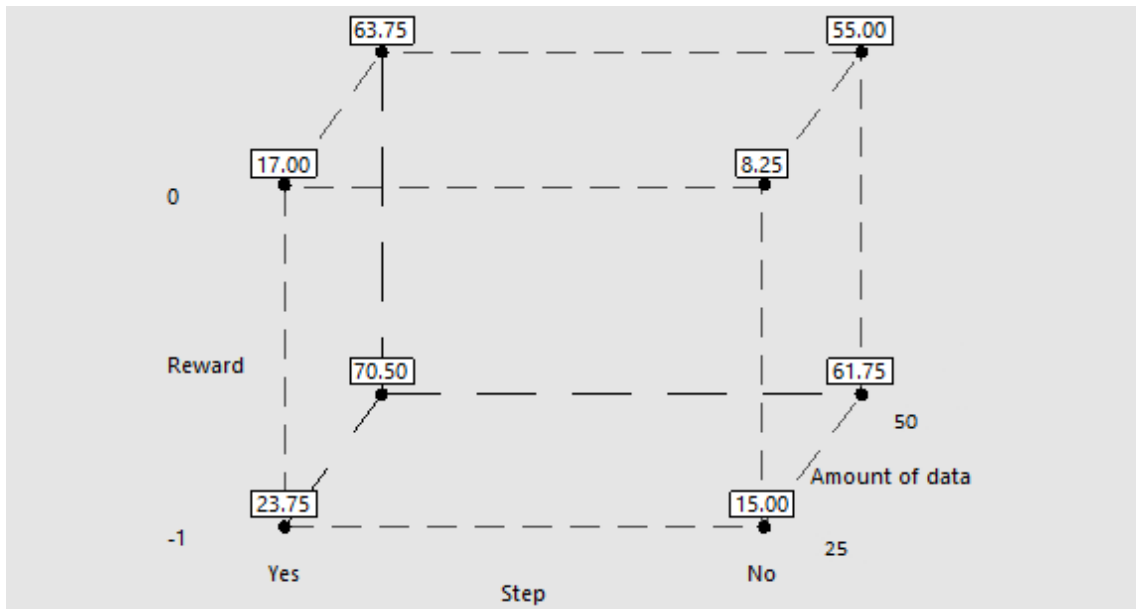 63.75 55.00
17.00 8.25
0
Reward 70.50 61.75
50
Amount of data
23.75 15.00
-1 25
Yes No
Step